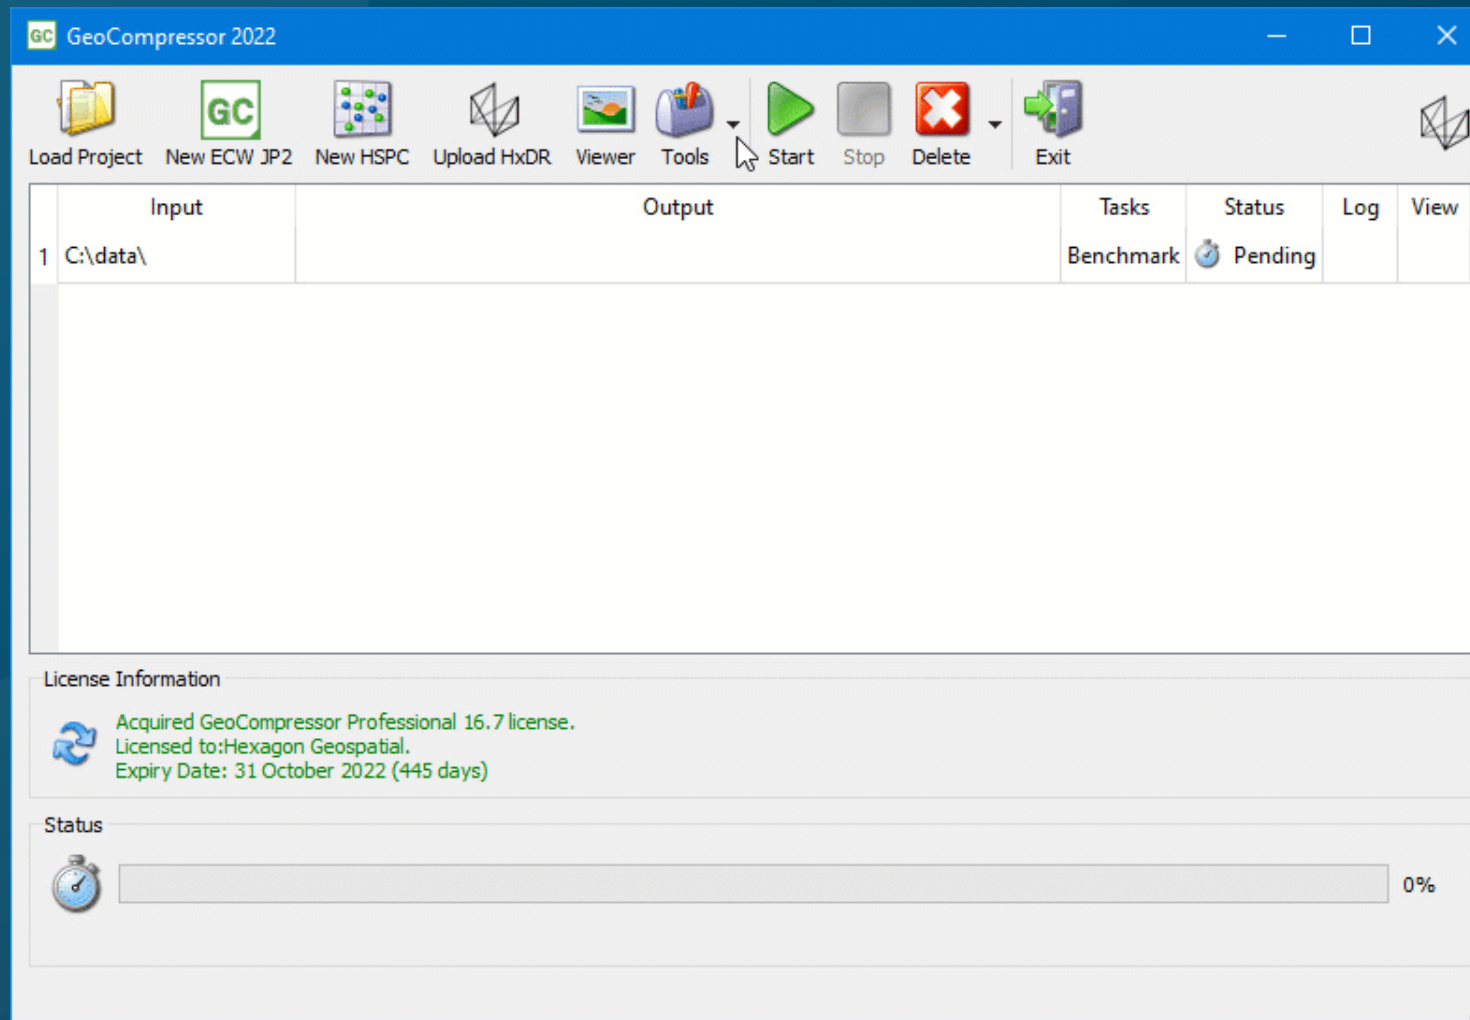 GC GeoCompressor 2022
GC
Load Project New ECW JP2 New HSPC Upload HxDR Viewer Tools Start Stop Delete Exit
Input Output Tasks Status Log View
1 C:\data\ Benchmark Pending
License Information
Acquired GeoCompressor Professional 16.7 license.
Licensed to:Hexagon Geospatial.
Expiry Date: 31 October 2022 (445 days)
Status
0%